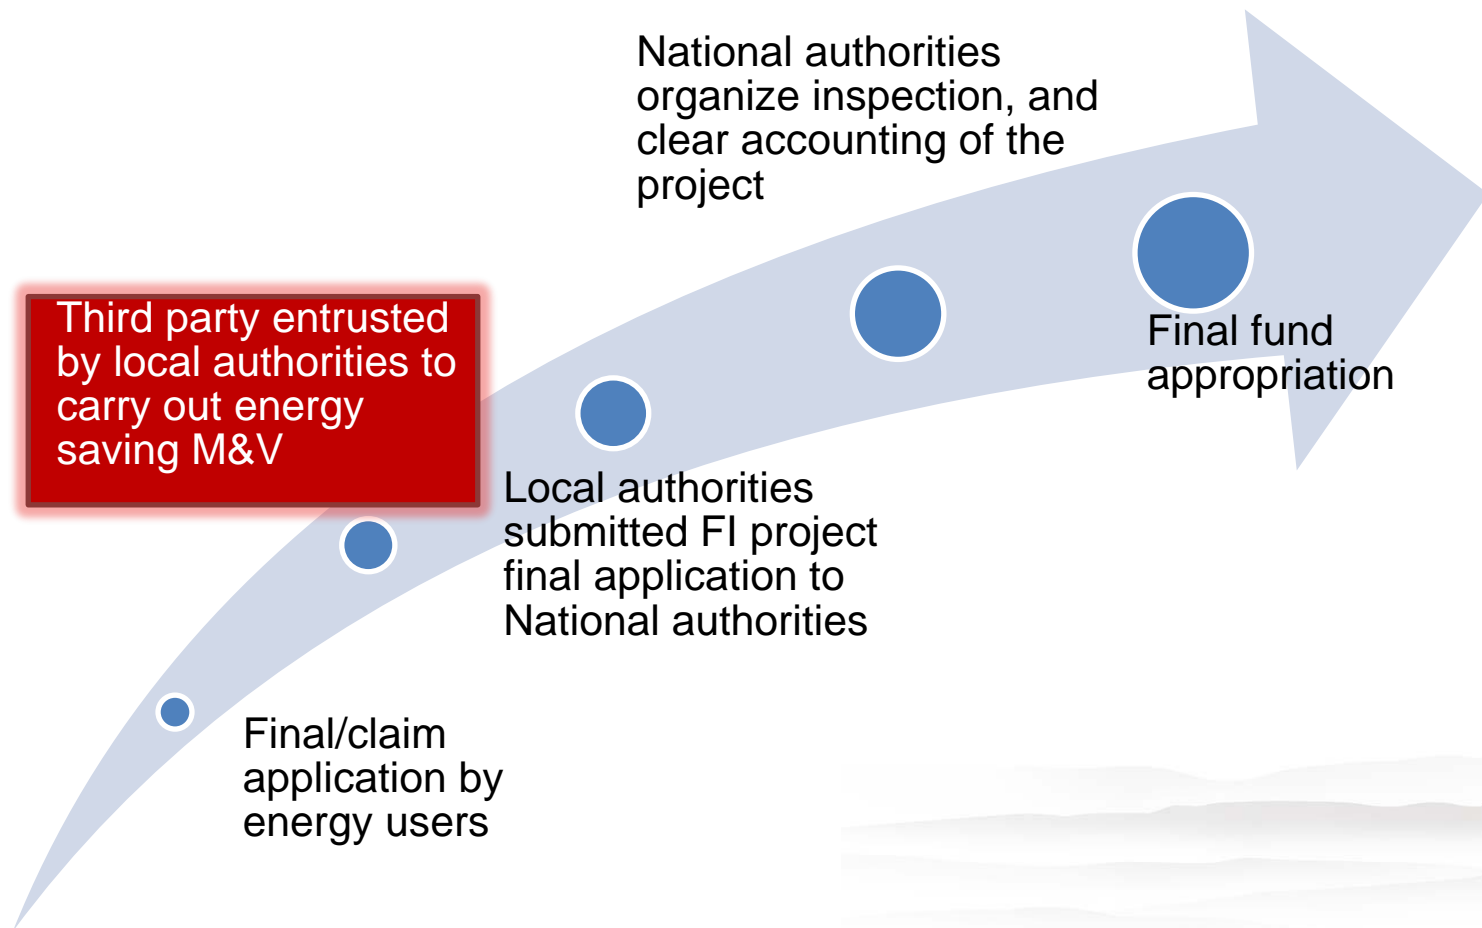 National authorities
organize inspection, and
clear accounting of the
project
Third party entrusted
by local authorities to
carry out energy
saving M&V
Final fund
appropriation
Local authorities
submitted FI project
final application to
National authorities
Final/claim
application by
energy users